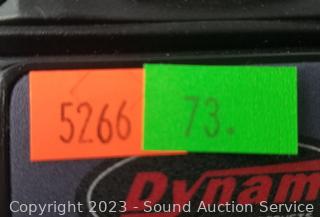 5266
73.
Dynam
Copyright 2023 - Sound Auction Service